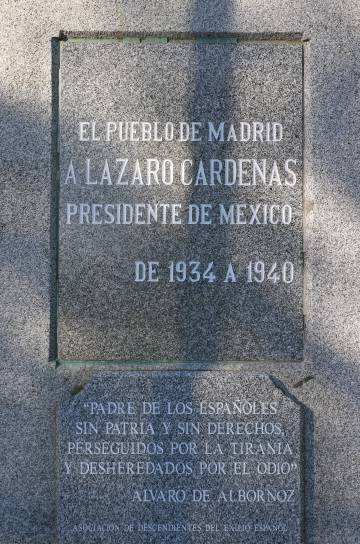 EL PUEBLO DE MADRID
A LAZARO CARDENAS
PRESIDENTE DE MEXICO
DE 1934 A 1940
"PADRE DE LOS ESPAÑOLES
SIN PATRIA Y SIN DERECHOS,
PERSEGUIDOS POR LA TIRANIA
Y DESHEREDADOS POR EL ODIO"
ALVARO DE ALBORNOZ
ASOCIACION DE DESCENDIENTES DEL EXILIO ESPAÑOL